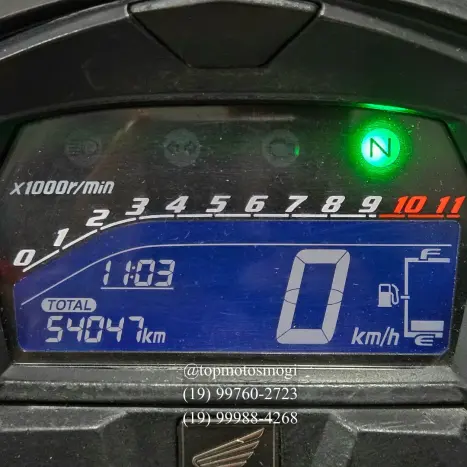 N
x1000r/min
0 1 2 3 4 5 6 7 8 9 10 11
11:03
F
TOTAL
54047km
0 km/h
E
@topmotosmogi
(19) 99760-2723
(19) 99988-4268